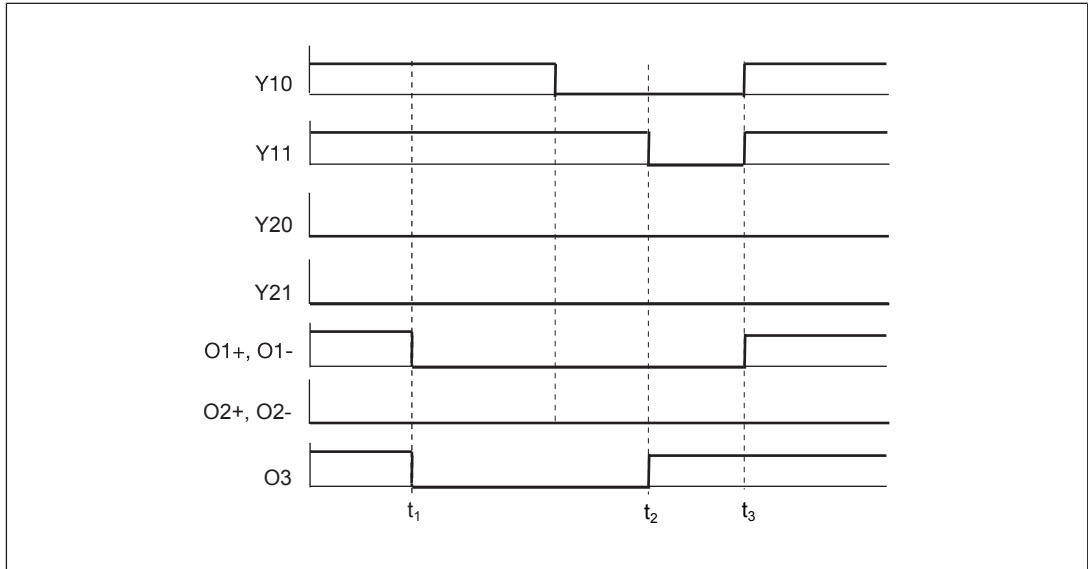 Y10
Y11
Y20
Y21
O1+, O1-
O2+, O2-
O3
t₁ t₂ t₃